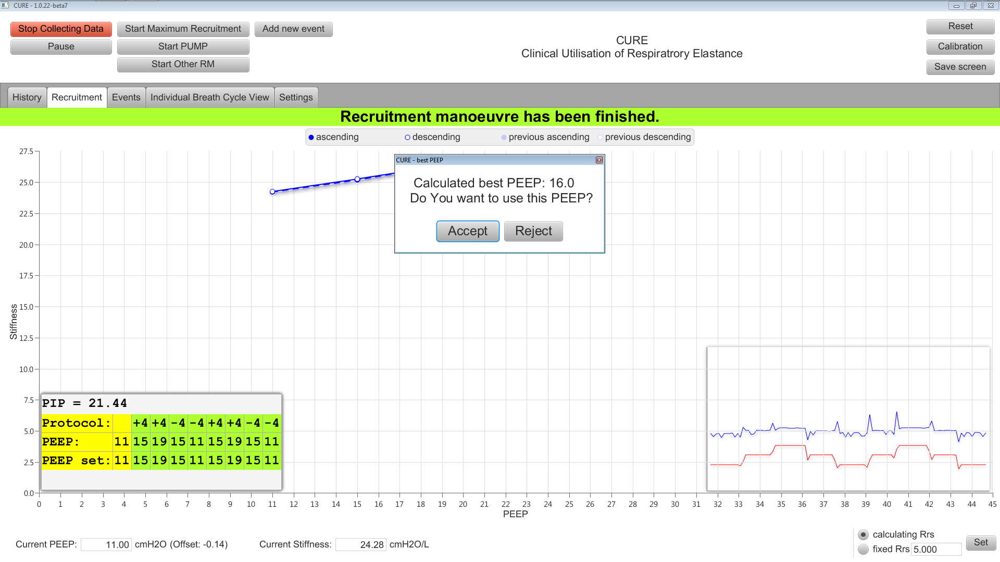 CURE - 1.0.22-beta7
Stop Collecting Data
Start Maximum Recruitment
Add new event
Pause
Start PUMP
Start Other RM
CURE
Clinical Utilisation of Respiratrory Elastance
Reset
Calibration
Save screen
History
Recruitment
Events
Individual Breath Cycle View
Settings
Recruitment manoeuvre has been finished.
ascending
descending
previous ascending
previous descending
CURE - best PEEP
Calculated best PEEP: 16.0
Do You want to use this PEEP?
Accept
Reject
27.5
25.0
22.5
20.0
17.5
15.0
12.5
10.0
7.5
5.0
2.5
0.0
Stiffness
PIP = 21.44
Protocol: +4 +4 -4 -4 +4 +4 -4 -4
PEEP: 11 15 19 15 11 15 19 15 11
PEEP set: 11 15 19 15 11 15 19 15 11
0 1 2 3 4 5 6 7 8 9 10 11 12 13 14 15 16 17 18 19 20 21 22 23 24 25 26 27 28 29 30 31 32 33 34 35 36 37 38 39 40 41 42 43 44 45
PEEP
Current PEEP: 11.00 cmH2O (Offset: -0.14)
Current Stiffness: 24.28 cmH2O/L
calculating Rrs
fixed Rrs 5.000
Set